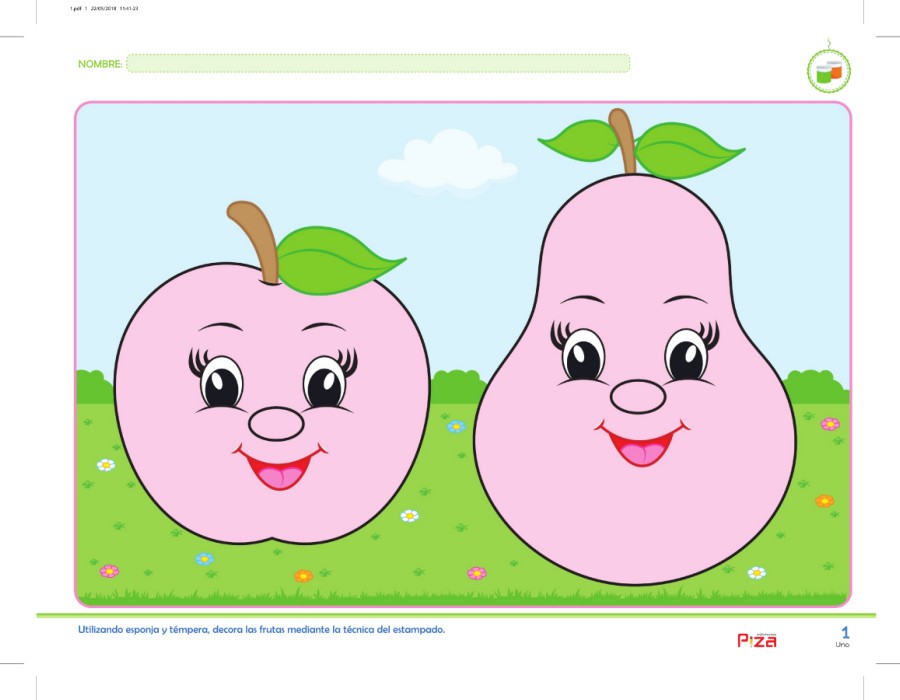 1.pdf 1 22/05/2018 11:41:23
NOMBRE:
Utilizando esponja y témpera, decora las frutas mediante la técnica del estampado.
Piza
1
Uno